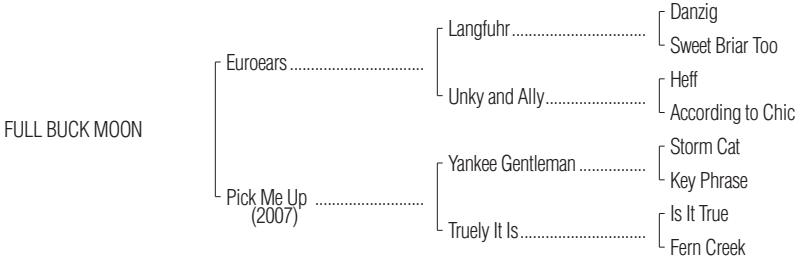 Danzig
Langfuhr
Sweet Briar Too
Euroears
Heff
Unky and Ally
According to Chic
FULL BUCK MOON
Storm Cat
Yankee Gentleman
Key Phrase
Pick Me Up
(2007)
Is It True
Truely It Is
Fern Creek